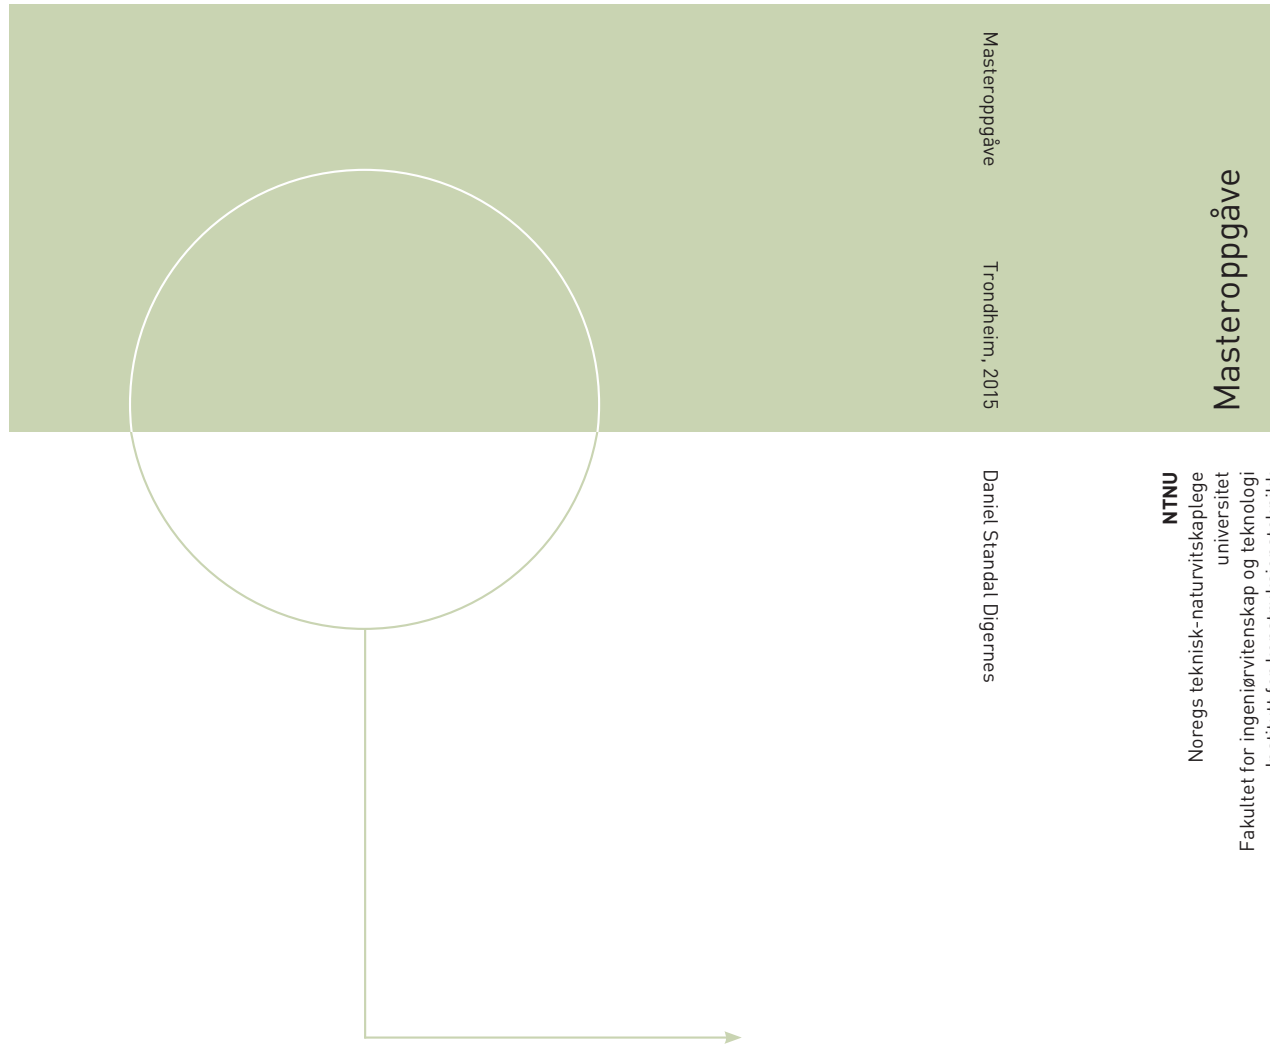 Masteroppgåve
Trondheim, 2015
Daniel Standal Digernes
Masteroppgåve
NTNU
Noregs teknisk-naturvitskaplege
universitet
Fakultet for ingeniørvitenskap og teknologi